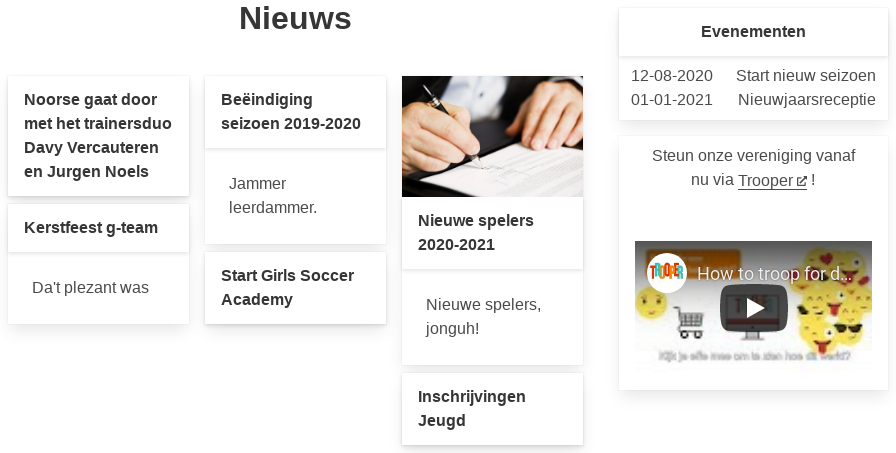 Nieuws
Noorse gaat door
met het trainersduo
Davy Vercauteren
en Jurgen Noels
Kerstfeest g-team
Da't plezant was
Beëindiging
seizoen 2019-2020
Jammer
leerdammer.
Start Girls Soccer
Academy
Nieuwe spelers
2020-2021
Nieuwe spelers,
jonguh!
Inschrijvingen
Jeugd
Evenementen
12-08-2020 Start nieuw seizoen
01-01-2021 Nieuwjaarsreceptie
Steun onze vereniging vanaf
nu via Trooper !
TROOPER
How to troop for d...
Kijk je effe mee om te zien hoe dit werkt?